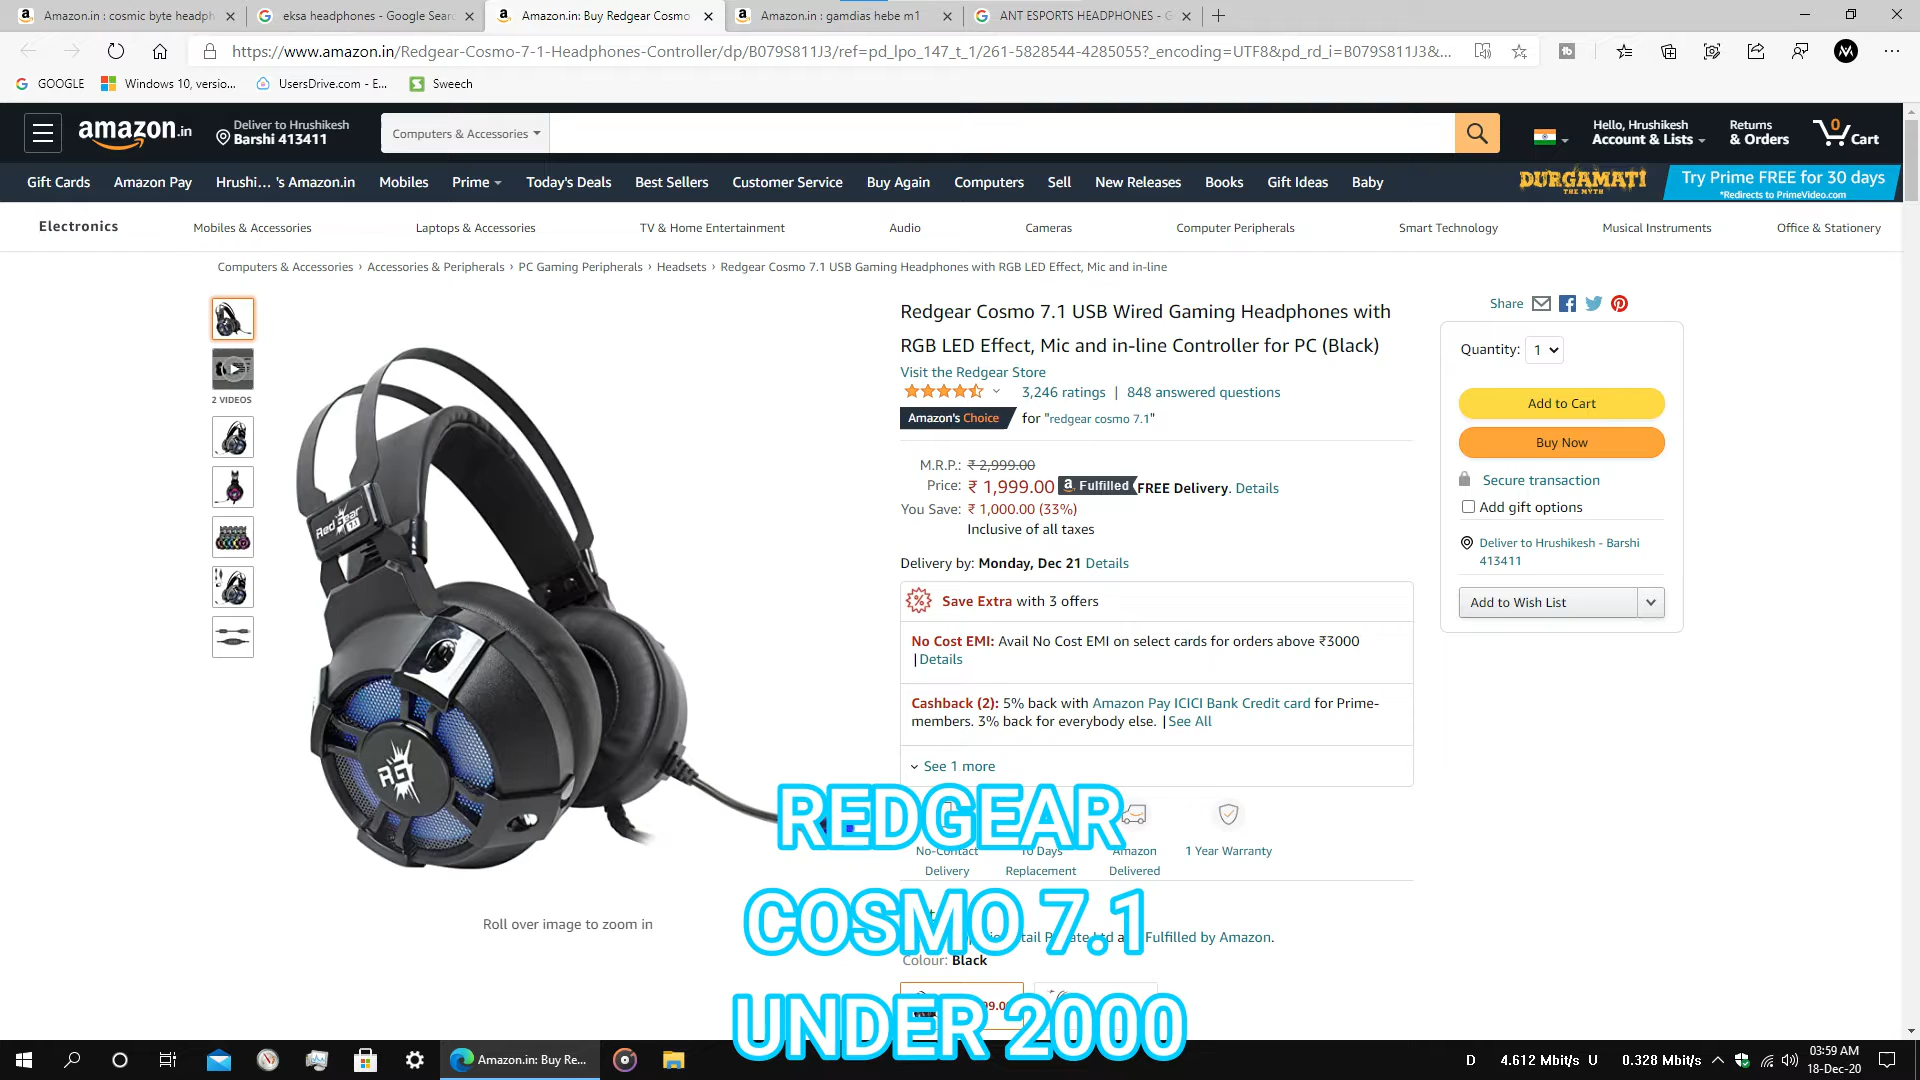 Amazon.in : cosmic byte headph
eksa headphones - Google Searc
Amazon.in: Buy Redgear Cosmo
Amazon.in : gamdias hebe m1
ANT ESPORTS HEADPHONES - G
https://www.amazon.in/Redgear-Cosmo-7-1-Headphones-Controller/dp/B079S811J3/ref=pd_lpo_147_t_1/261-5828544-4285055?_encoding=UTF8&pd_rd_i=B079S811J3&...
GOOGLE Windows 10, versio... UsersDrive.com - E... Sweech
amazon.in
Deliver to Hrushikesh
Barshi 413411
Computers & Accessories
Hello, Hrushikesh
Account & Lists
Returns
& Orders
0
Cart
Gift Cards Amazon Pay Hrushi... 's Amazon.in Mobiles Prime Today's Deals Best Sellers Customer Service Buy Again Computers Sell New Releases Books Gift Ideas Baby
DURGAMATI
THE MYTH
Try Prime FREE for 30 days
*Redirects to PrimeVideo.com
Electronics Mobiles & Accessories Laptops & Accessories TV & Home Entertainment Audio Cameras Computer Peripherals Smart Technology Musical Instruments Office & Stationery
Computers & Accessories › Accessories & Peripherals › PC Gaming Peripherals › Headsets › Redgear Cosmo 7.1 USB Gaming Headphones with RGB LED Effect, Mic and in-line
2 VIDEOS
Red Gear
7.1
RG
Roll over image to zoom in
Redgear Cosmo 7.1 USB Wired Gaming Headphones with
RGB LED Effect, Mic and in-line Controller for PC (Black)
Visit the Redgear Store
3,246 ratings | 848 answered questions
Amazon's Choice for "redgear cosmo 7.1"
M.R.P.: ₹ 2,999.00
Price: ₹ 1,999.00 a Fulfilled FREE Delivery. Details
You Save: ₹ 1,000.00 (33%)
Inclusive of all taxes
Delivery by: Monday, Dec 21 Details
Save Extra with 3 offers
No Cost EMI: Avail No Cost EMI on select cards for orders above ₹3000
|Details
Cashback (2): 5% back with Amazon Pay ICICI Bank Credit card for Prime-
members. 3% back for everybody else. |See All
See 1 more
No-Contact
Delivery
10 Days
Replacement
Amazon
Delivered
1 Year Warranty
Fulfilled by Amazon.
Colour: Black
Share
Quantity: 1
Add to Cart
Buy Now
Secure transaction
Add gift options
Deliver to Hrushikesh - Barshi
413411
Add to Wish List
REDGEAR
COSMO 7.1
UNDER 2000
Amazon.in: Buy Re...
D 4.612 Mbit/s U 0.328 Mbit/s
03:59 AM
18-Dec-20